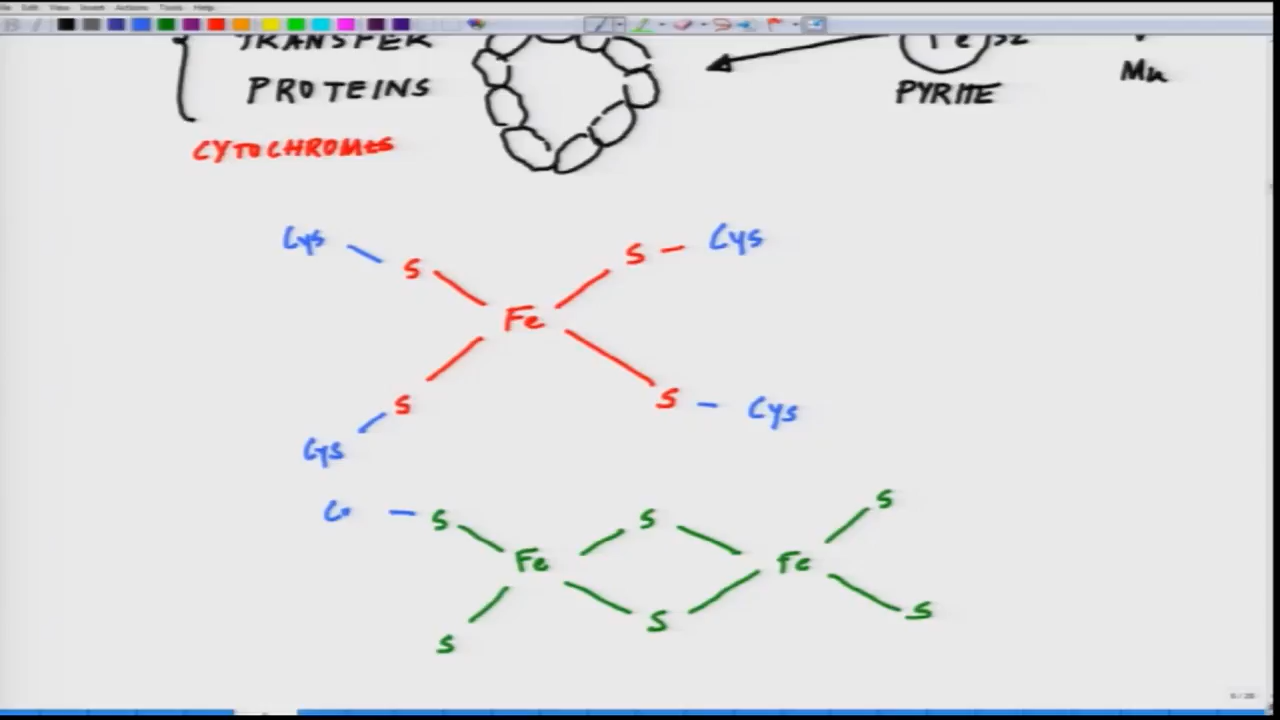 TRANSFER
PROTEINS
CYTOCHROMES
PYRITE
Mn
Cys S S Cys
Fe
S S Cys
Cys
S S S
Fe Fe
S S S